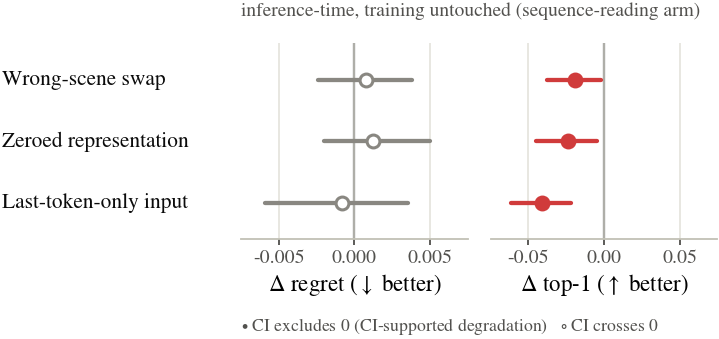 inference-time, training untouched (sequence-reading arm)
Wrong-scene swap
Zeroed representation
Last-token-only input
-0.005 0.000 0.005 -0.05 0.00 0.05
Δ regret (↓ better) Δ top-1 (↑ better)
• CI excludes 0 (CI-supported degradation) ∘ CI crosses 0